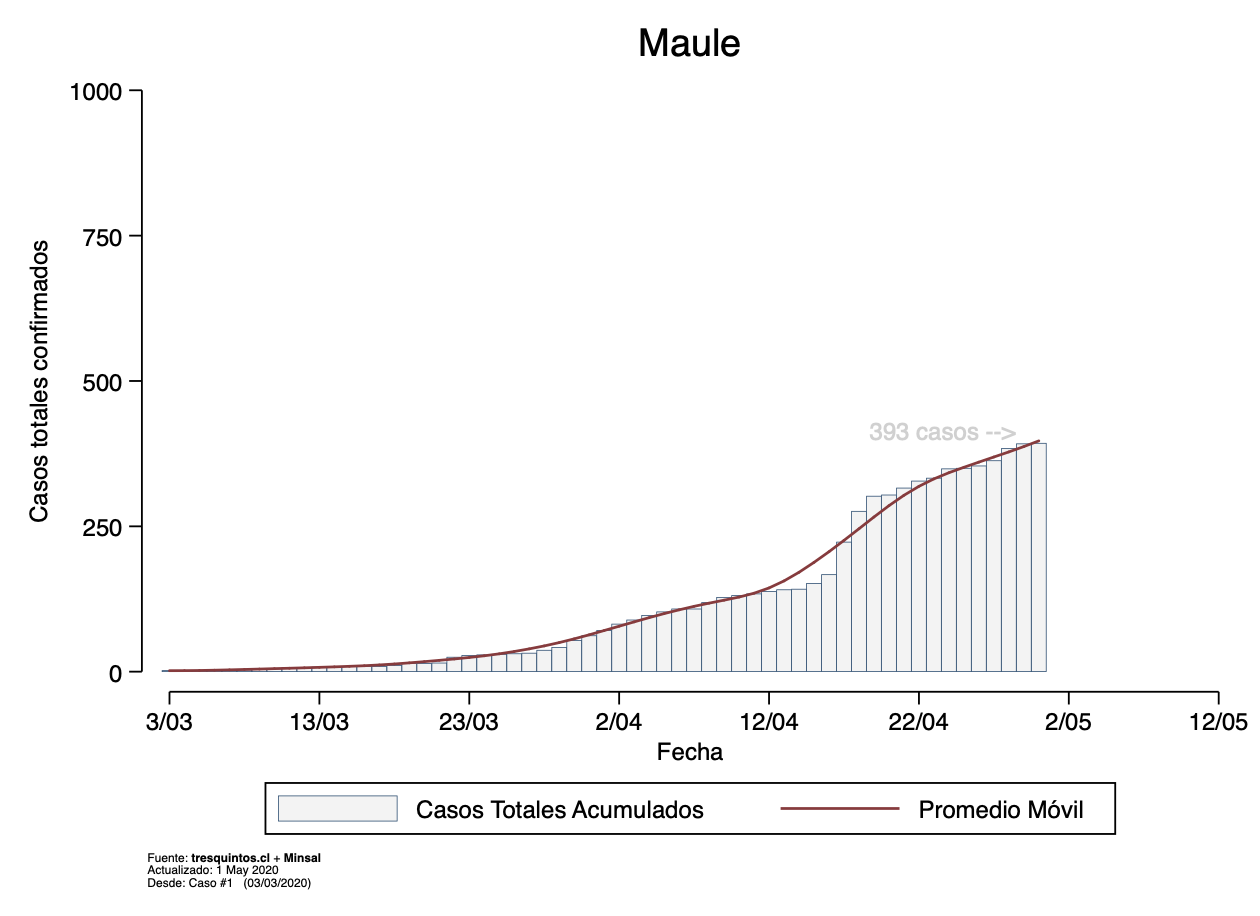 Maule
1000
750
500
250
0
Casos totales confirmados
393 casos -->
3/03 13/03 23/03 2/04 12/04 22/04 2/05 12/05
Fecha
Casos Totales Acumulados Promedio Móvil
Fuente: tresquintos.cl + Minsal
Actualizado: 1 May 2020
Desde: Caso #1 (03/03/2020)